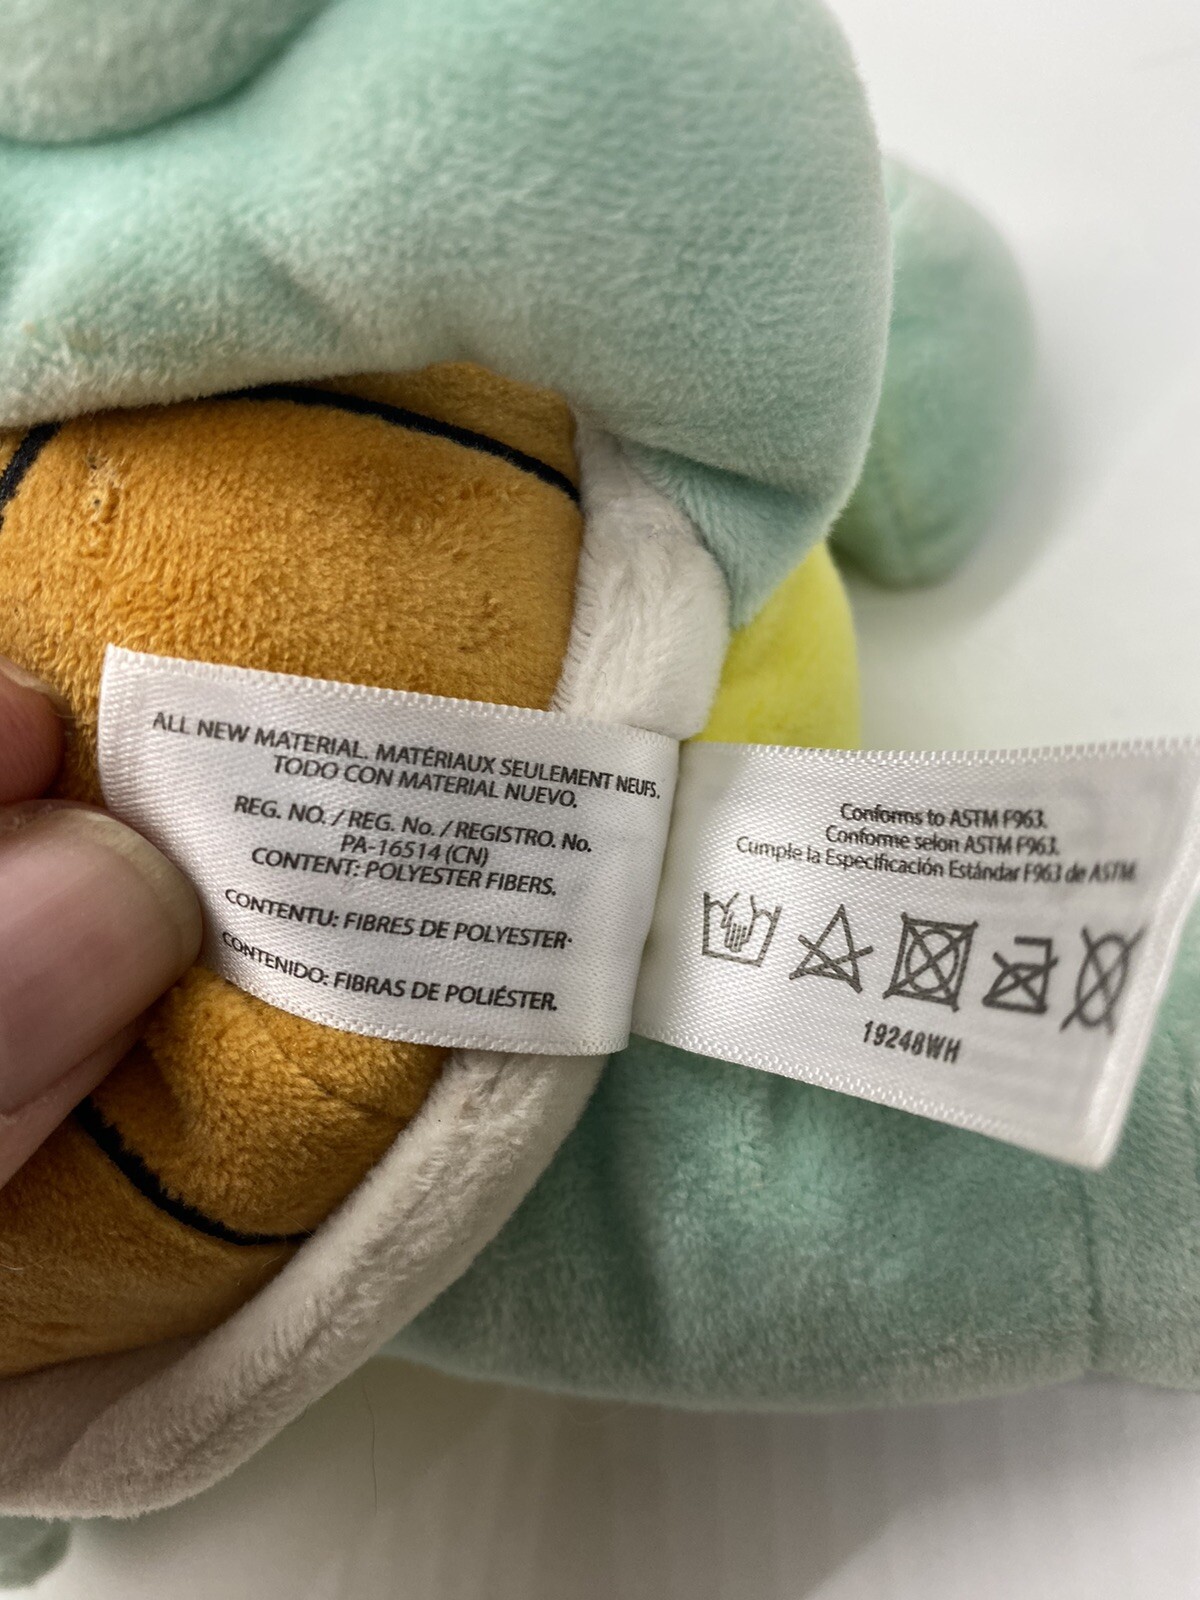 ALL NEW MATERIAL. MATÉRIAUX SEULEMENT NEUFS.
TODO CON MATERIAL NUEVO.
REG. NO. / REG. No. / REGISTRO. No.
PA-16514 (CN)
CONTENT: POLYESTER FIBERS.
CONTENTU: FIBRES DE POLYESTER·
CONTENIDO: FIBRAS DE POLIÉSTER.
Conforms to ASTM F963.
Conforme selon ASTM F963.
Cumple la Especificación Estándar F963 de ASTM.
19248WH